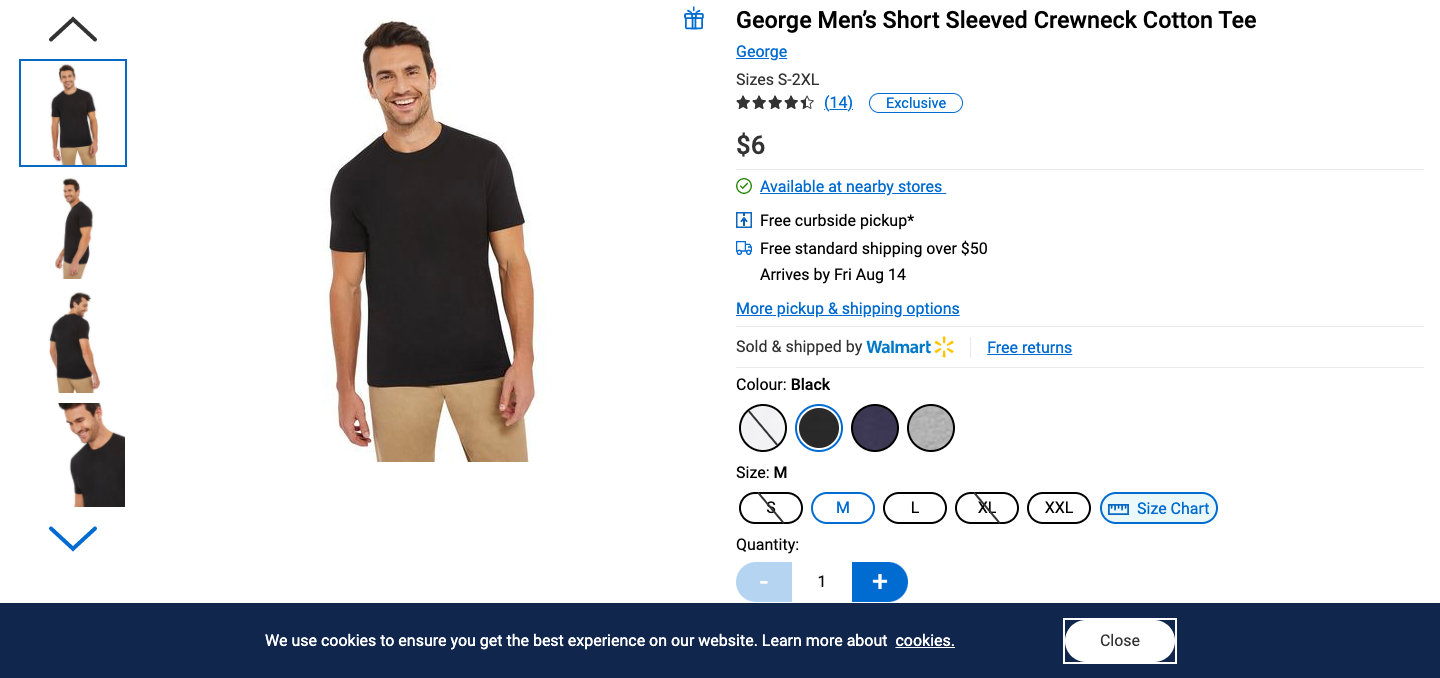 George Men’s Short Sleeved Crewneck Cotton Tee
George
Sizes S-2XL
(14) Exclusive
$6
Available at nearby stores
Free curbside pickup*
Free standard shipping over $50
Arrives by Fri Aug 14
More pickup & shipping options
Sold & shipped by Walmart Free returns
Colour: Black
Size: M
S M L XL XXL Size Chart
Quantity:
- 1 +
We use cookies to ensure you get the best experience on our website. Learn more about cookies. Close